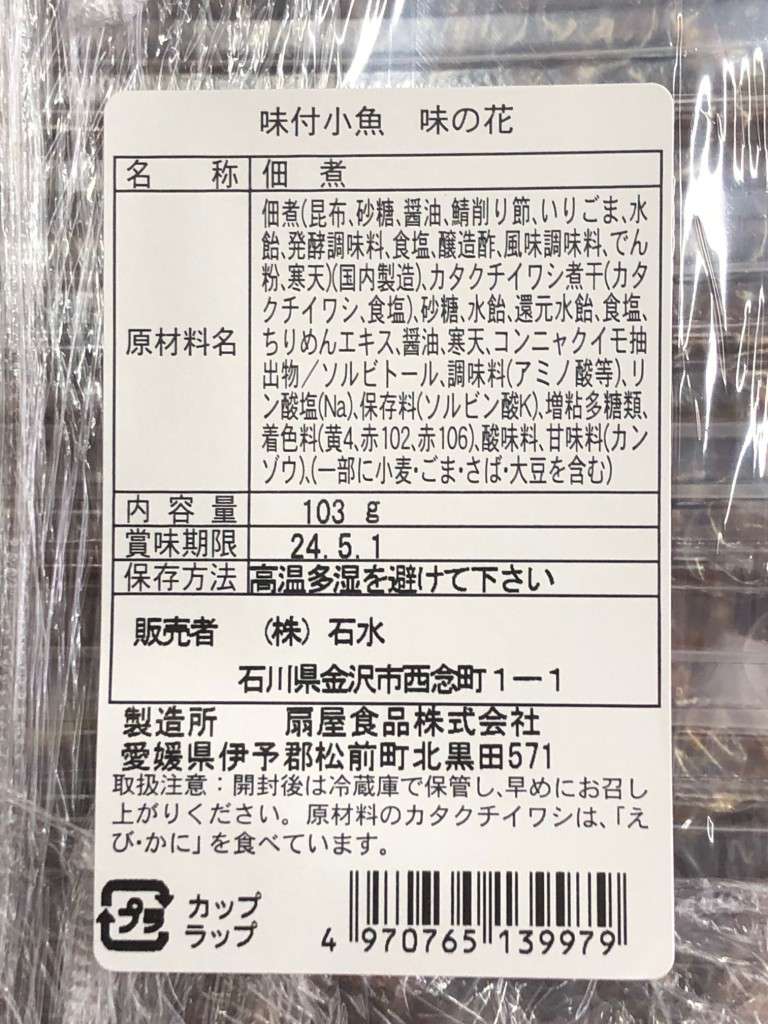 味付小魚　味の花
名　称 佃　煮
原材料名
佃煮(昆布、砂糖、醤油、鯖削り節、いりごま、水
飴、発酵調味料、食塩、醸造酢、風味調味料、でん
粉、寒天)(国内製造)、カタクチイワシ煮干(カタ
クチイワシ、食塩)、砂糖、水飴、還元水飴、食塩、
ちりめんエキス、醤油、寒天、コンニャクイモ抽
出物／ソルビトール、調味料(アミノ酸等)、リ
ン酸塩(Na)、保存料(ソルビン酸K)、増粘多糖類、
着色料(黄4、赤102、赤106)、酸味料、甘味料(カン
ゾウ)、(一部に小麦・ごま・さば・大豆を含む)
内容量 103 g
賞味期限 24.5.1
保存方法 高温多湿を避けて下さい
販売者　(株) 石水
石川県金沢市西念町1ー1
製造所　扇屋食品株式会社
愛媛県伊予郡松前町北黒田571
取扱注意：開封後は冷蔵庫で保管し、早めにお召し
上がりください。原材料のカタクチイワシは、「え
び・かに」を食べています。
プラ
カップ
ラップ
4 970765 139979